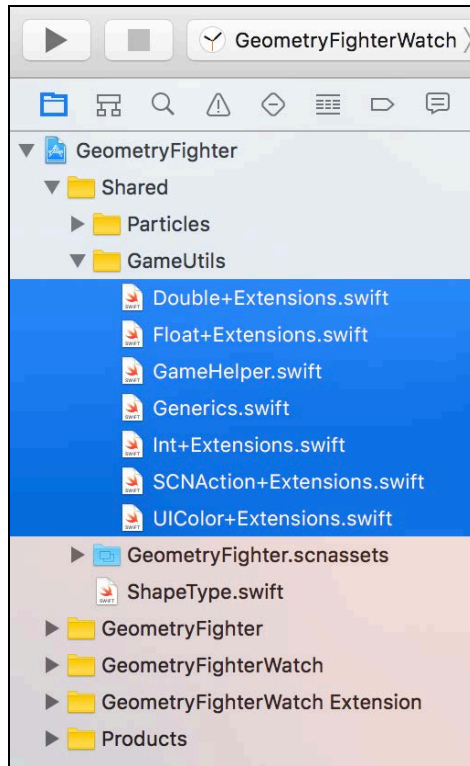 GeometryFighterWatch
GeometryFighter
Shared
Particles
GameUtils
Double+Extensions.swift
Float+Extensions.swift
GameHelper.swift
Generics.swift
Int+Extensions.swift
SCNAction+Extensions.swift
UIColor+Extensions.swift
GeometryFighter.scnassets
ShapeType.swift
GeometryFighter
GeometryFighterWatch
GeometryFighterWatch Extension
Products